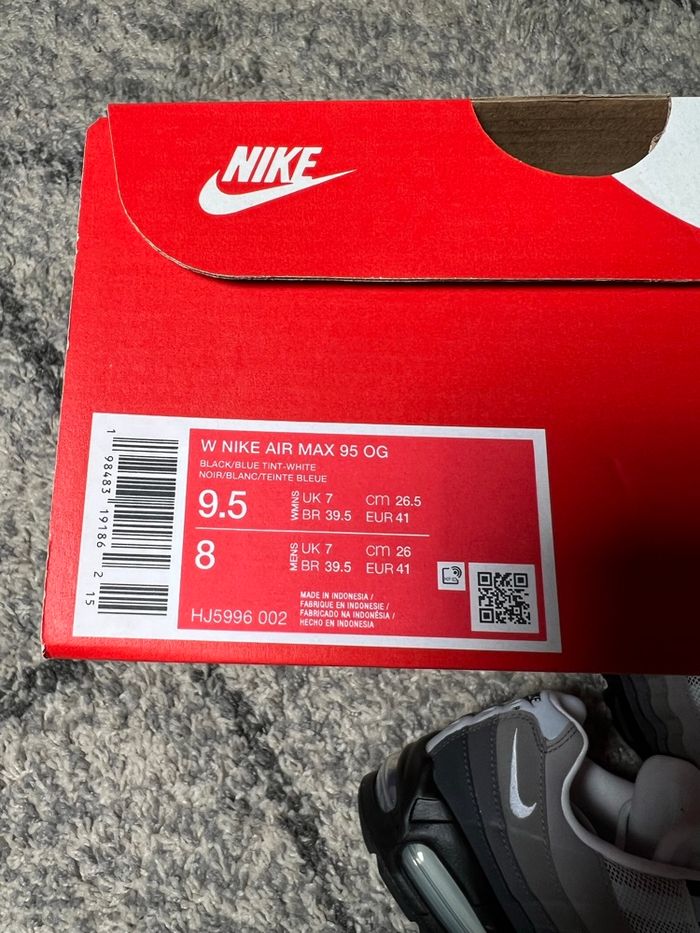 NIKE
W NIKE AIR MAX 95 OG
BLACK/BLUE TINT-WHITE
NOIR/BLANC/TEINTE BLEUE
9.5 WMNS UK 7 cm 26.5
BR 39.5 EUR 41
8 MENS UK 7 cm 26
BR 39.5 EUR 41
MADE IN INDONESIA /
FABRIQUE EN INDONESIE /
FABRICADO NA INDONÉSIA /
HECHO EN INDONESIA
HJ5996 002
1 98483 19186 2 15